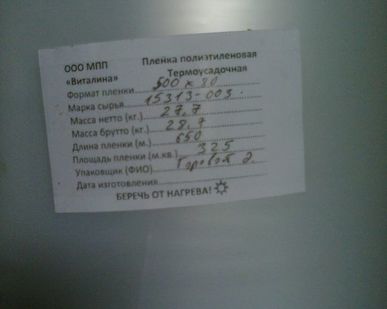 ООО МПП Пленка полиэтиленовая
«Виталина» Термоусадочная
Формат пленки 500 х 80
Марка сырья 15313-003.
Масса нетто (кг.) 27,7
Масса брутто (кг.) 28,7
Длина пленки (м.) 650
Площадь пленки (м.кв.) 325
Упаковщик (ФИО)
Дата изготовления
БЕРЕЧЬ ОТ НАГРЕВА!